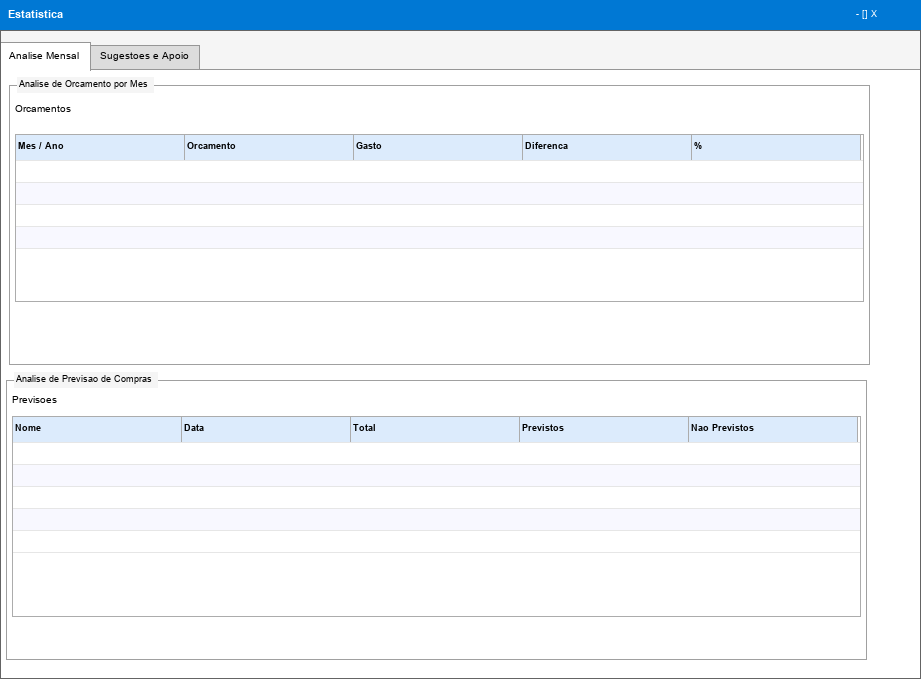 Estatistica
- [] X
Analise Mensal
Sugestoes e Apoio
Analise de Orcamento por Mes
Orcamentos
Mes / Ano Orcamento Gasto Diferenca %
Analise de Previsao de Compras
Previsoes
Nome Data Total Previstos Nao Previstos